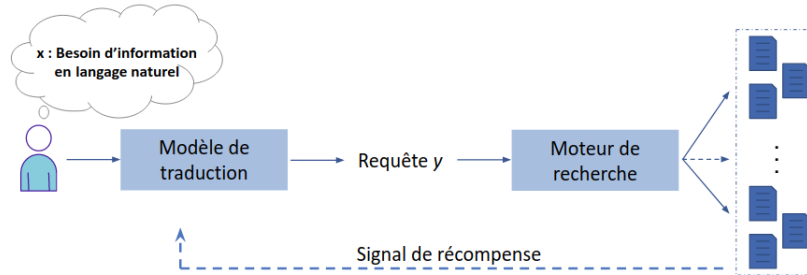 x : Besoin d'information
en langage naturel
Modèle de
traduction
Requête y
Moteur de
recherche
Signal de récompense